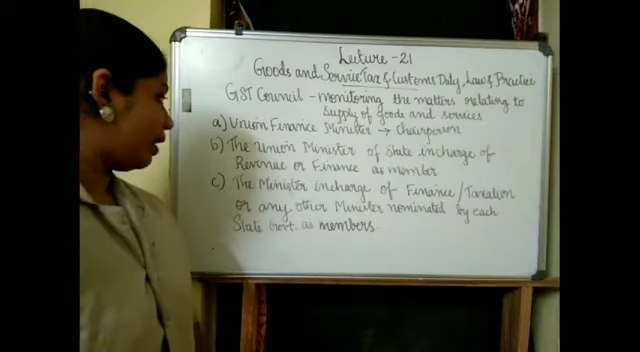 Lecture -21
Goods and Service Tax & Customs Duty Law & Practice
GST Council - monitoring the matters relating to
supply of goods and services
a) Union Finance Minister → Chairperson
b) The Union Minister of State incharge of
Revenue or Finance as member
c) The Minister incharge of Finance/Taxation
or any other Minister nominated by each
State Govt. as members